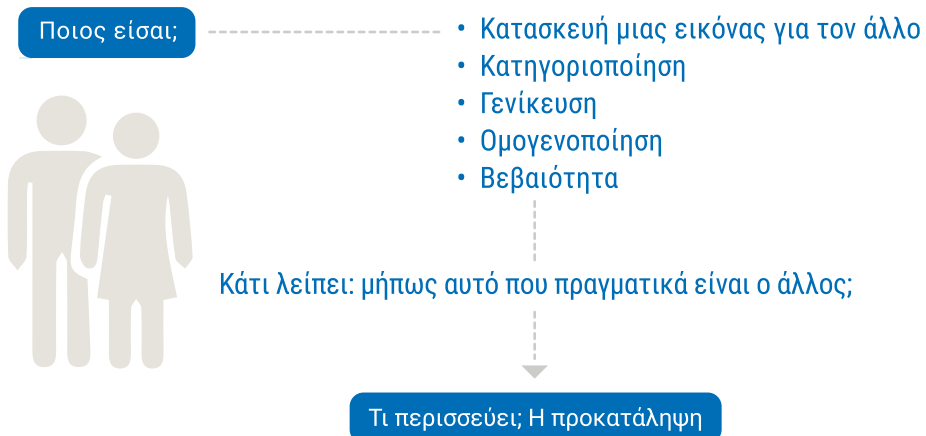 Ποιος είσαι;
• Κατασκευή μιας εικόνας για τον άλλο
• Κατηγοριοποίηση
• Γενίκευση
• Ομογενοποίηση
• Βεβαιότητα
Κάτι λείπει: μήπως αυτό που πραγματικά είναι ο άλλος;
Τι περισσεύει; Η προκατάληψη